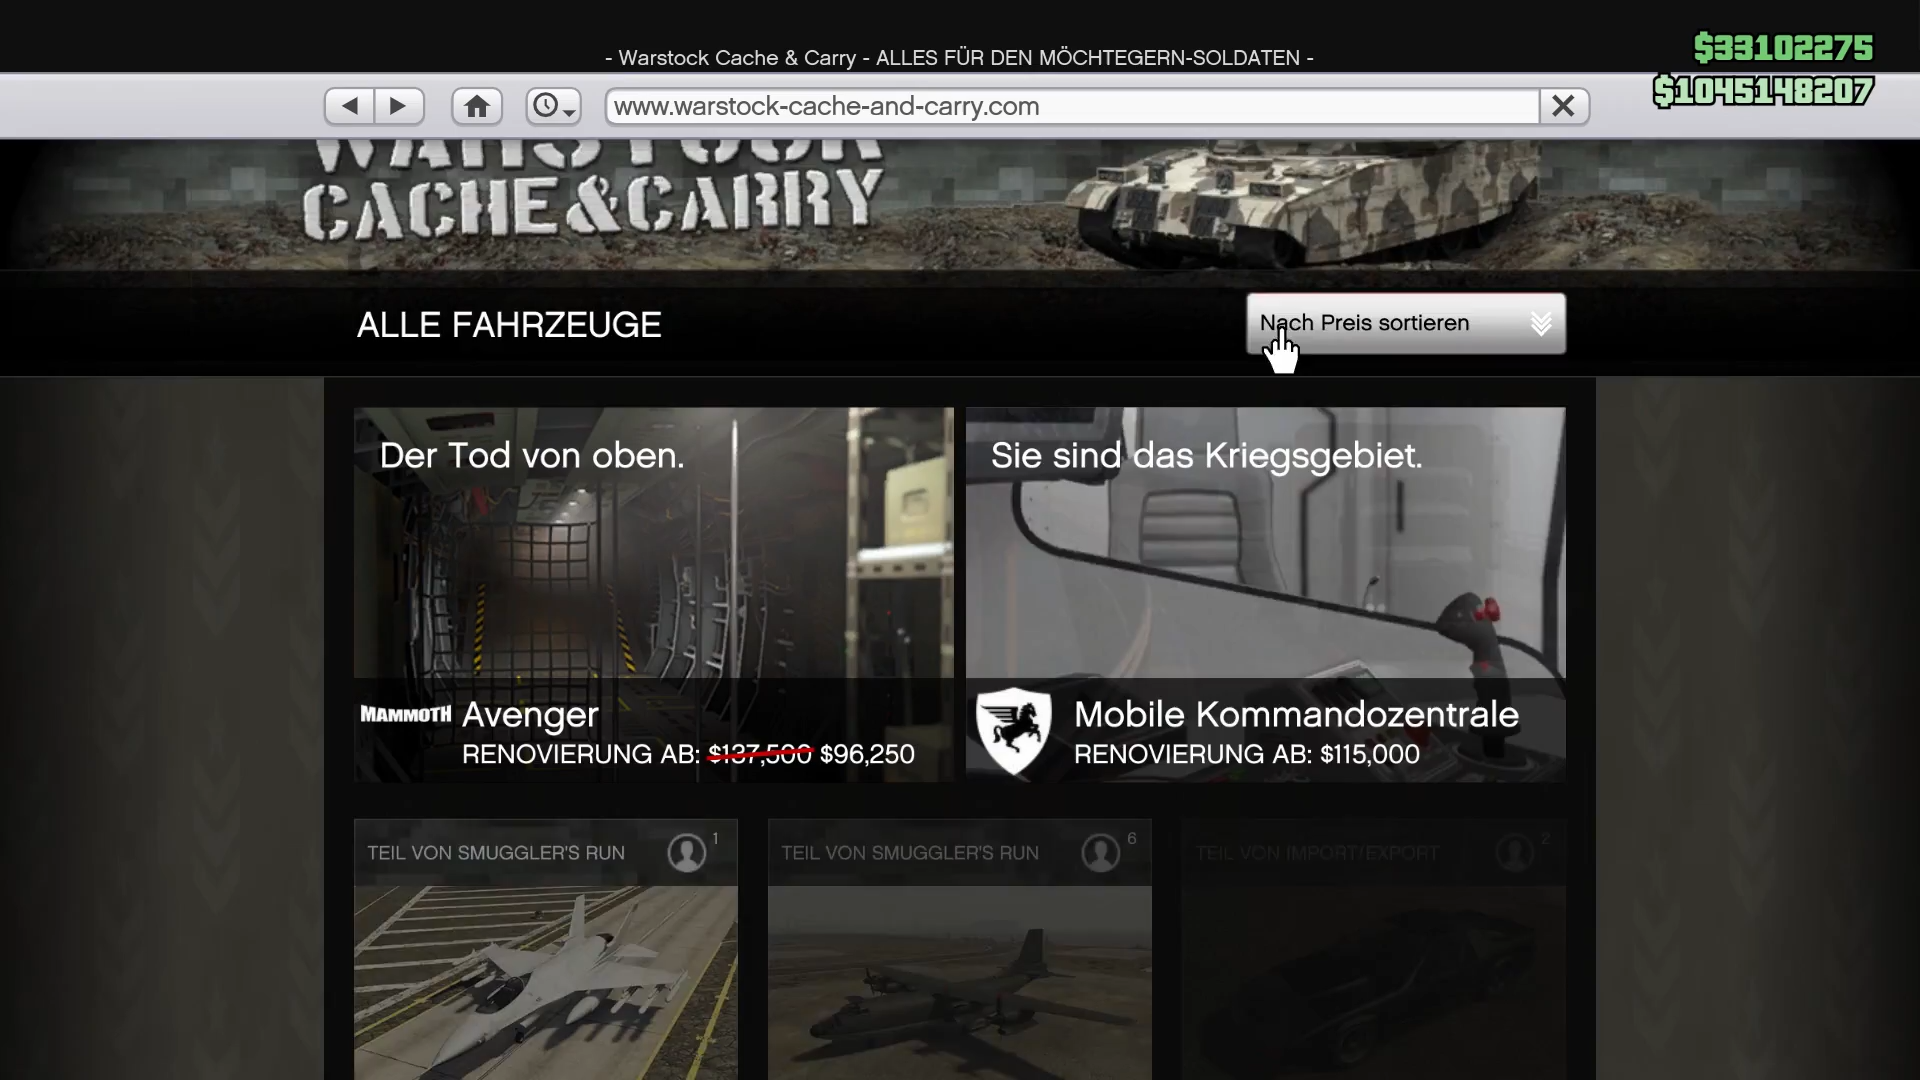 - Warstock Cache & Carry - ALLES FÜR DEN MÖCHTEGERN-SOLDATEN -
$33102275
$1045148207
www.warstock-cache-and-carry.com
WARSTOCK
CACHE&CARRY
ALLE FAHRZEUGE
Nach Preis sortieren
Der Tod von oben.
MAMMOTH Avenger
RENOVIERUNG AB: $137,500 $96,250
Sie sind das Kriegsgebiet.
Mobile Kommandozentrale
RENOVIERUNG AB: $115,000
TEIL VON SMUGGLER'S RUN 1
TEIL VON SMUGGLER'S RUN 6
TEIL VON IMPORT/EXPORT 2